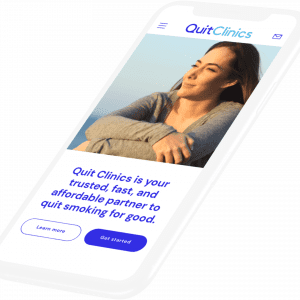 QuitClinics
Quit Clinics is your
trusted, fast, and
affordable partner to
quit smoking for good.
Learn more
Get started